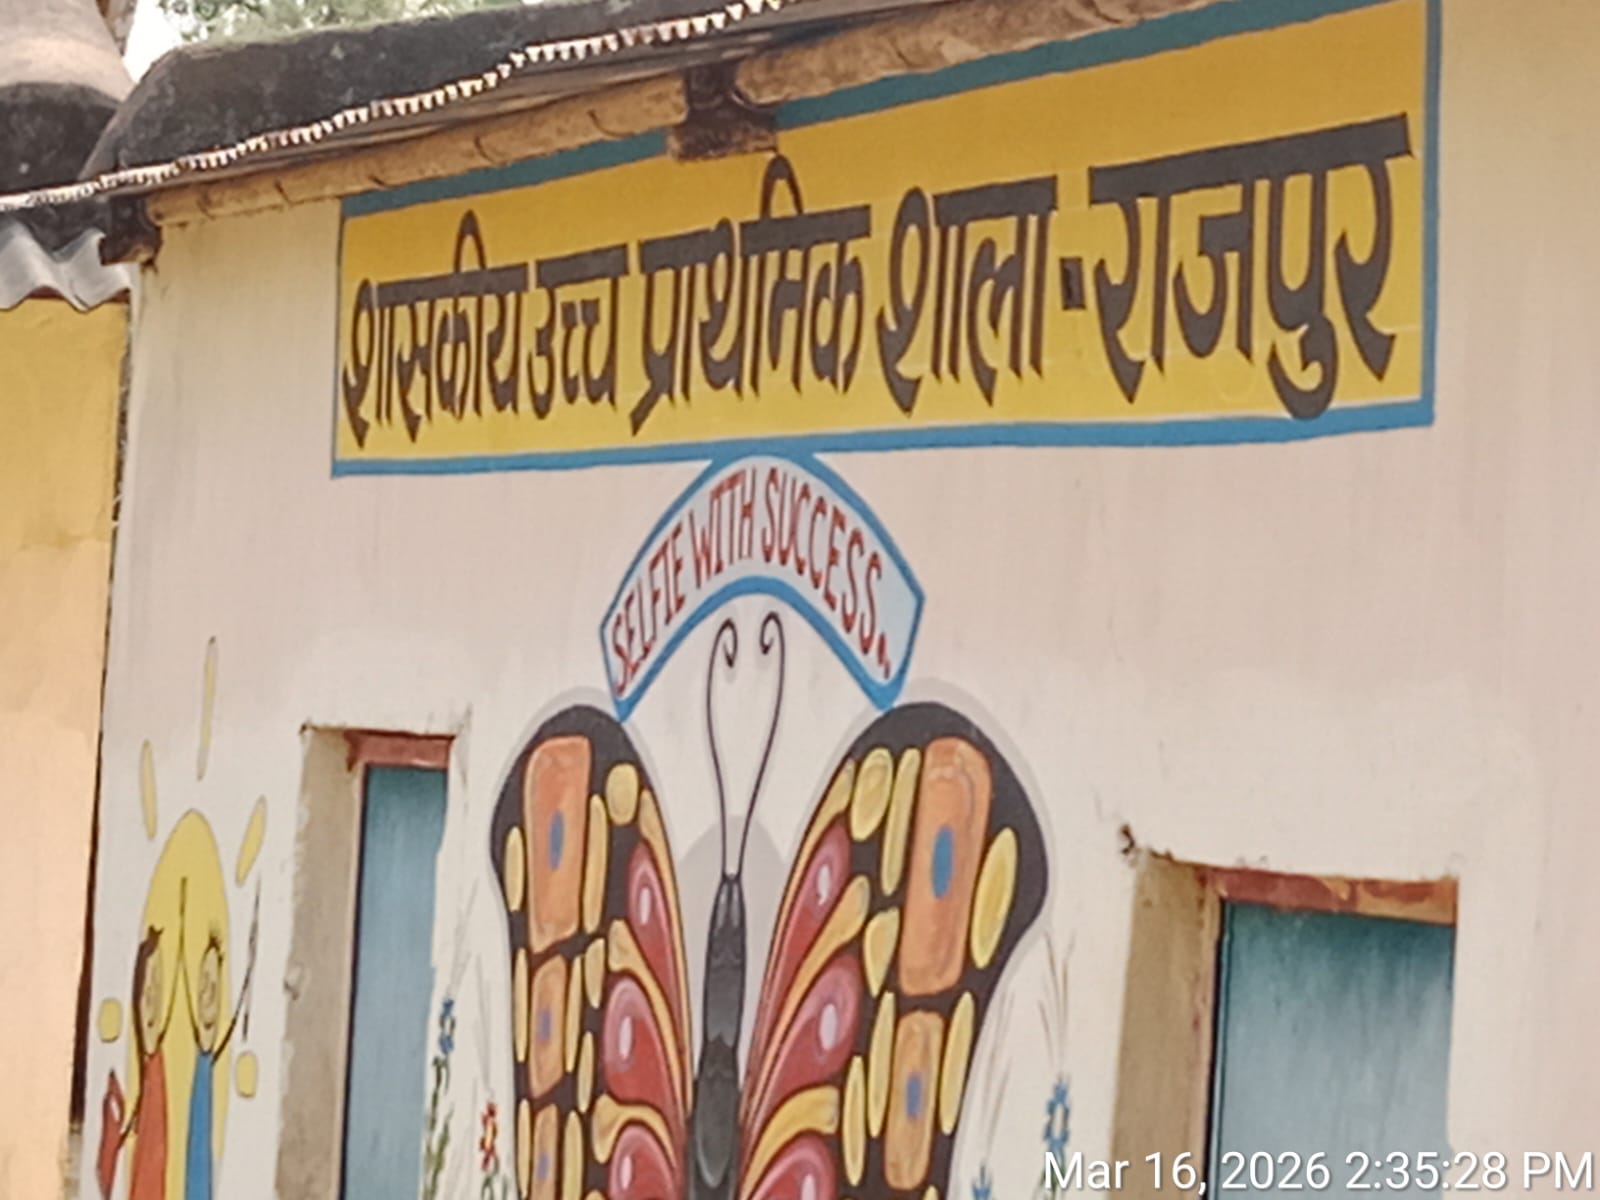 शासकीय उच्च प्राथमिक शाला-राजपुर
SELFIE WITH SUCCESS..
Mar 16, 2026 2:35:28 PM